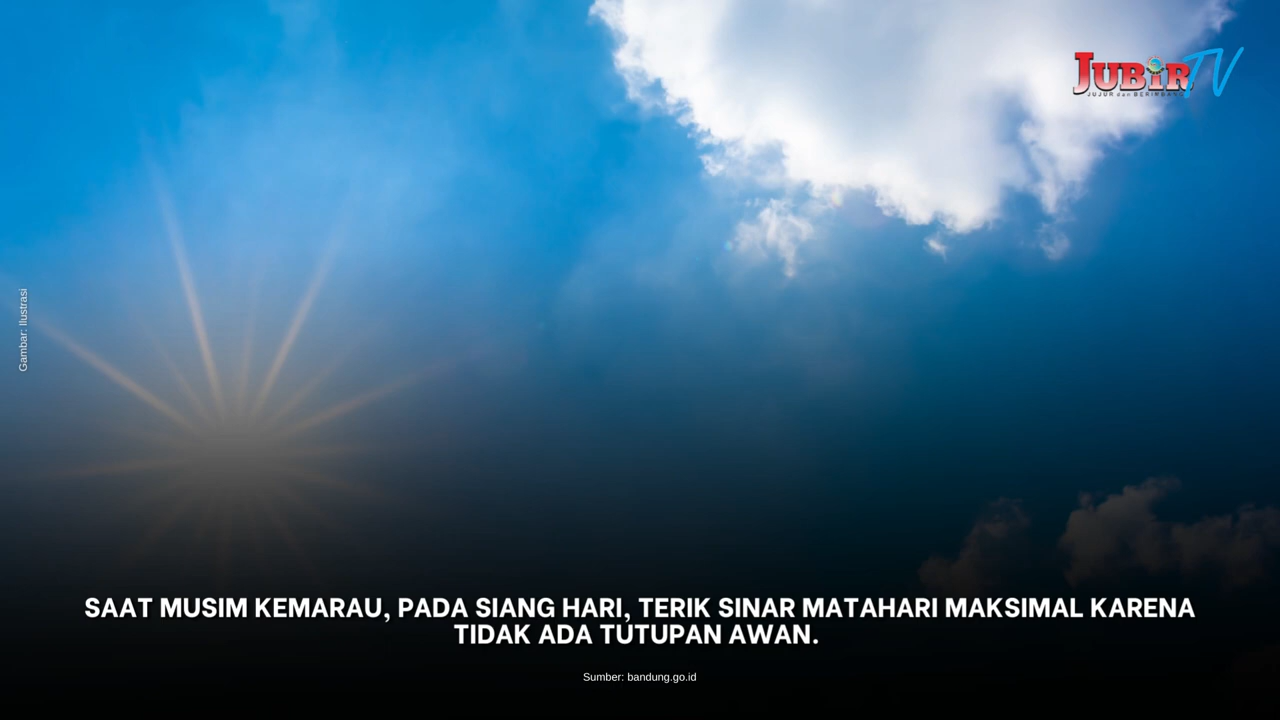 JUBIR TV
JUJUR dan BERIMBANG
Gambar: Ilustrasi
SAAT MUSIM KEMARAU, PADA SIANG HARI, TERIK SINAR MATAHARI MAKSIMAL KARENA
TIDAK ADA TUTUPAN AWAN.
Sumber: bandung.go.id